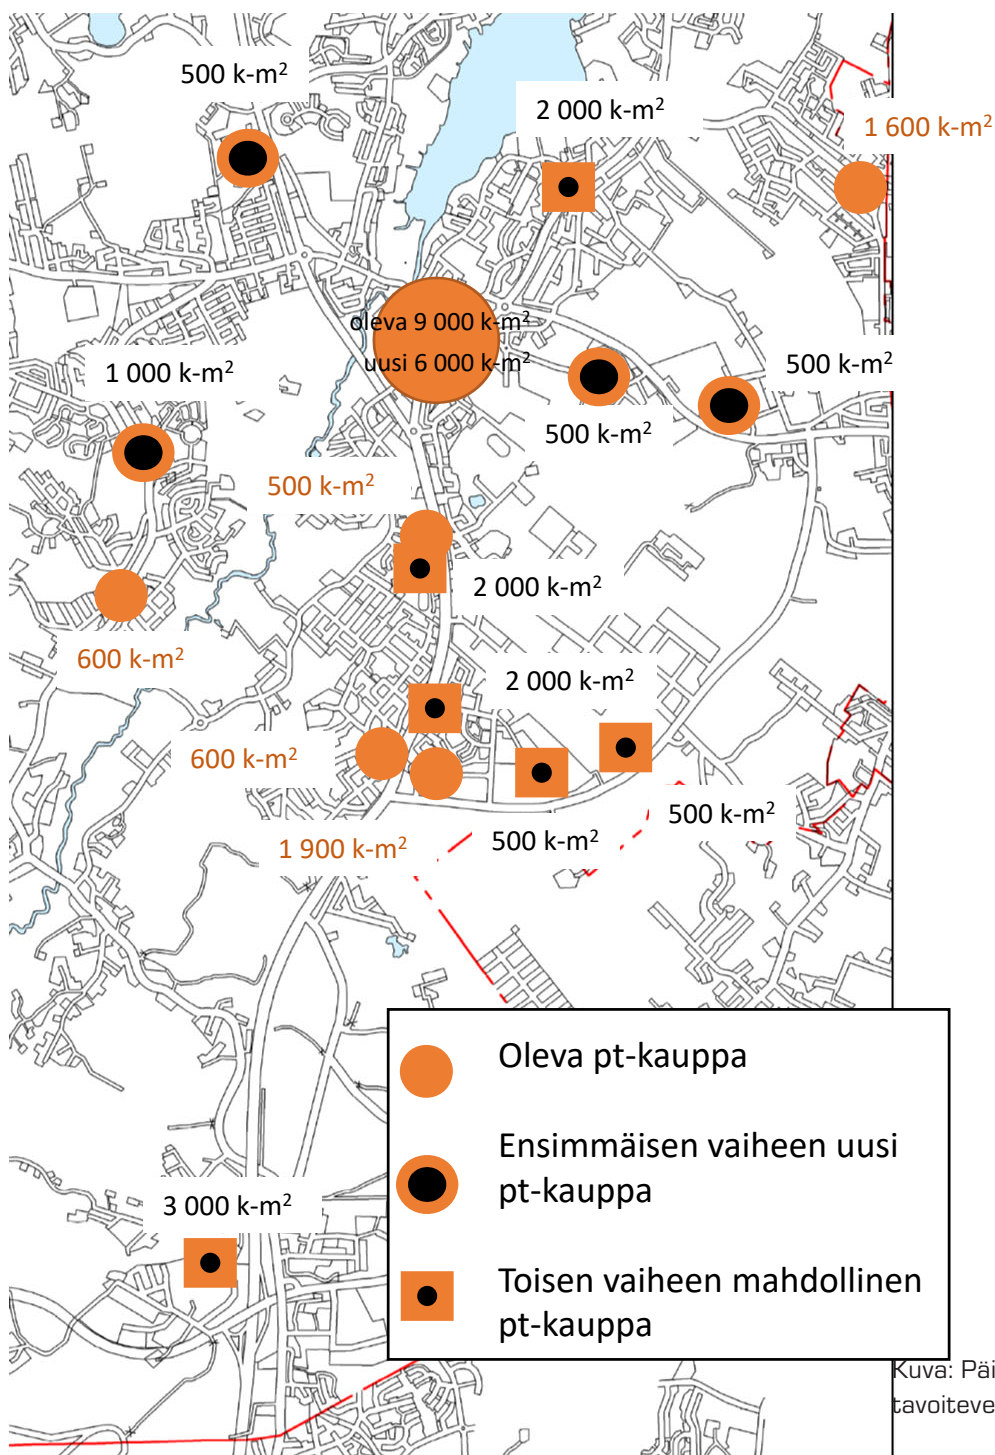 500 k-m²
2 000 k-m²
1 600 k-m²
oleva 9 000 k-m²
uusi 6 000 k-m²
1 000 k-m²
500 k-m²
500 k-m²
500 k-m²
2 000 k-m²
600 k-m²
2 000 k-m²
600 k-m²
500 k-m²
500 k-m²
1 900 k-m²
Oleva pt-kauppa
Ensimmäisen vaiheen uusi
pt-kauppa
3 000 k-m²
Toisen vaiheen mahdollinen
pt-kauppa
Kuva: Päi
tavoiteve